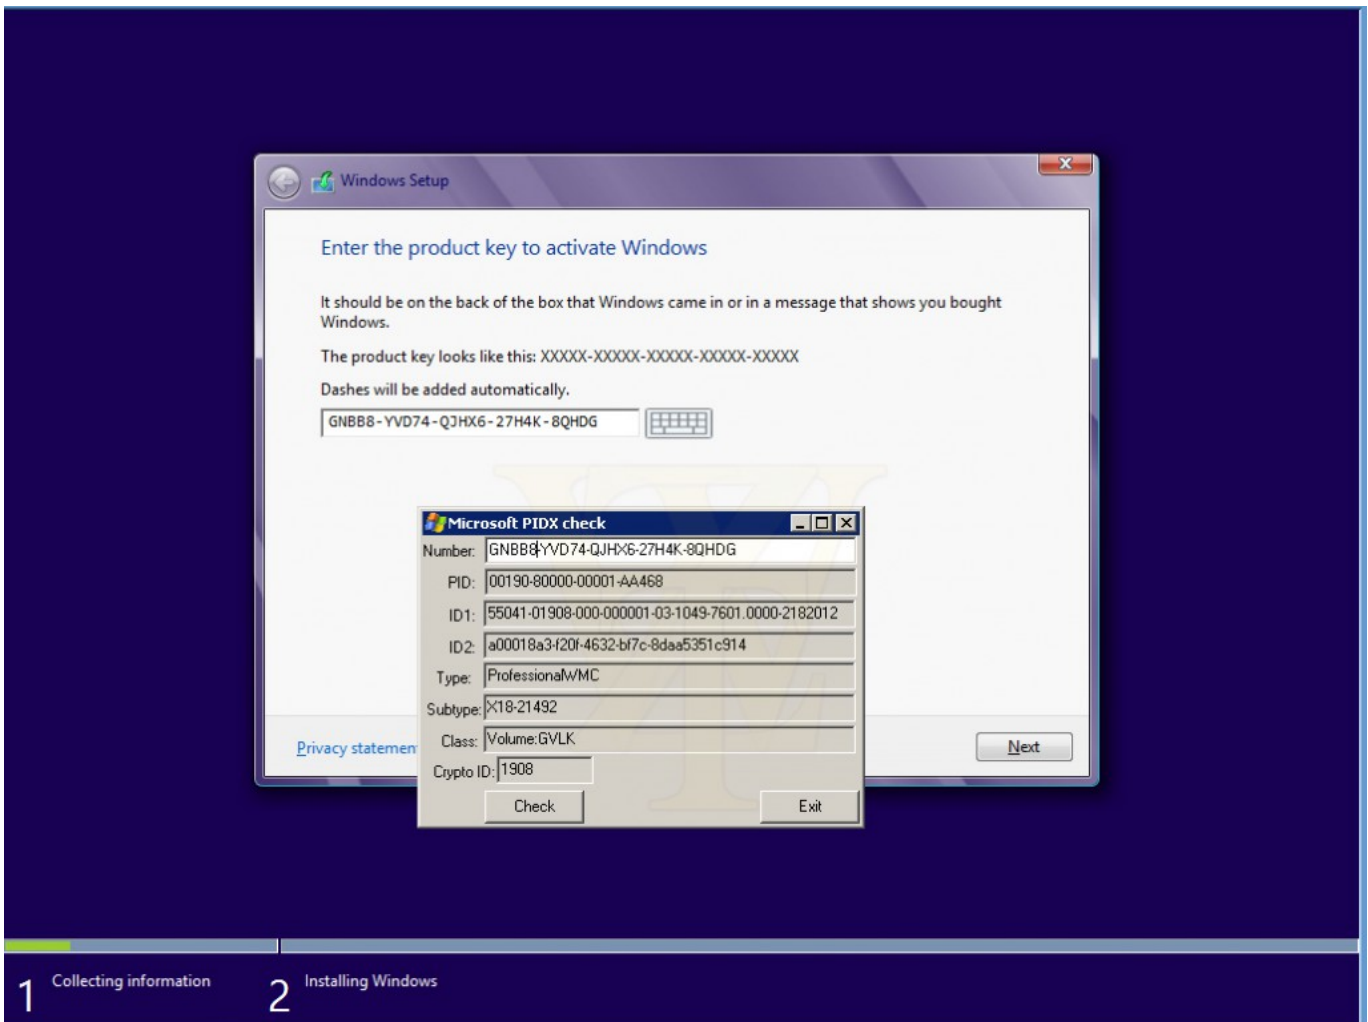 Windows Setup
Enter the product key to activate Windows
It should be on the back of the box that Windows came in or in a message that shows you bought
Windows.
The product key looks like this: XXXXX-XXXXX-XXXXX-XXXXX-XXXXX
Dashes will be added automatically.
GNBB8-YVD74-QJHX6-27H4K-8QHDG
Microsoft PIDX check
Number: GNBB8-YVD74-QJHX6-27H4K-8QHDG
PID: 00190-80000-00001-AA468
ID1: 55041-01908-000-000001-03-1049-7601.0000-2182012
ID2: a00018a3-f20f-4632-bf7c-8daa5351c914
Type: ProfessionalWMC
Subtype: X18-21492
Class: Volume:GVLK
Crypto ID: 1908
Check Exit
Privacy statemen
Next
1 Collecting information
2 Installing Windows